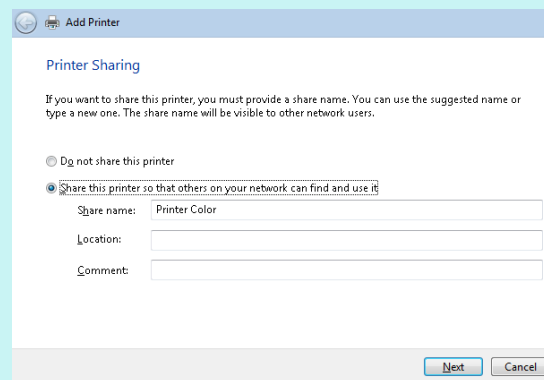 Add Printer
Printer Sharing
If you want to share this printer, you must provide a share name. You can use the suggested name or
type a new one. The share name will be visible to other network users.
Do not share this printer
Share this printer so that others on your network can find and use it
Share name: Printer Color
Location:
Comment:
Next Cancel